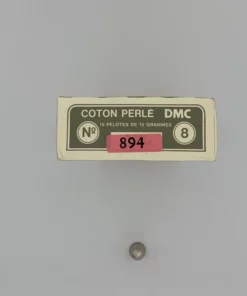 COTON PERLÉ DMC
10 PELOTES DE 10 GRAMMES
Nº 894 8